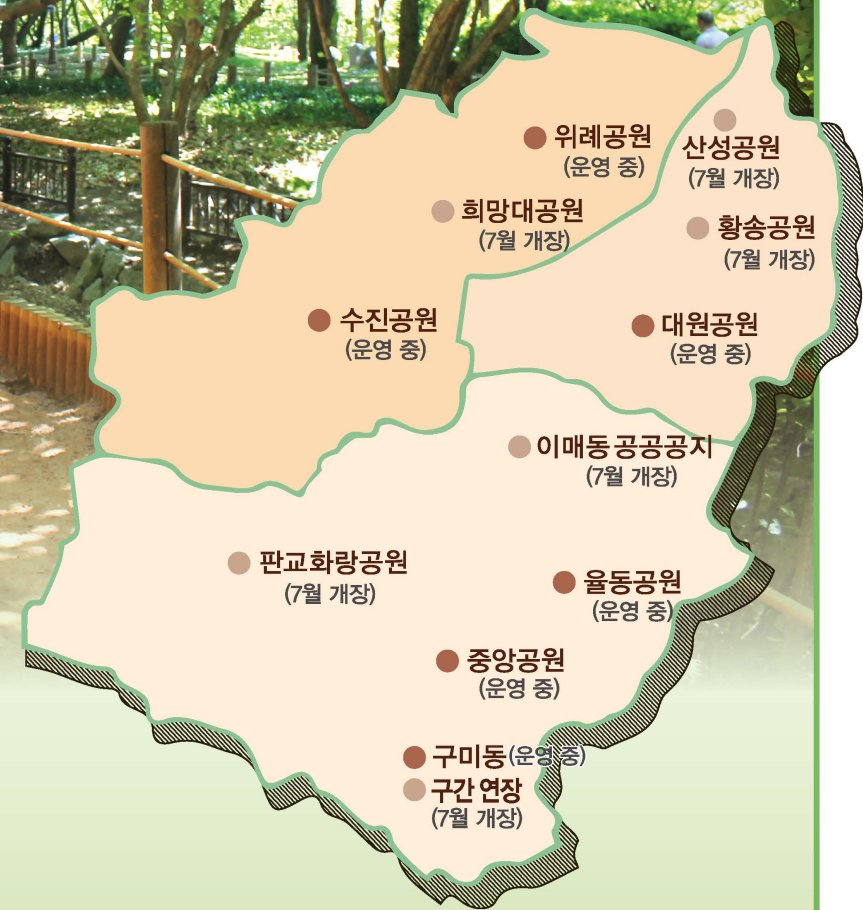 위례공원
(운영 중)
산성공원
(7월 개장)
희망대공원
(7월 개장)
황송공원
(7월 개장)
수진공원
(운영 중)
대원공원
(운영 중)
이매동 공공공지
(7월 개장)
판교화랑공원
(7월 개장)
율동공원
(운영 중)
중앙공원
(운영 중)
구미동(운영 중)
구간 연장
(7월 개장)